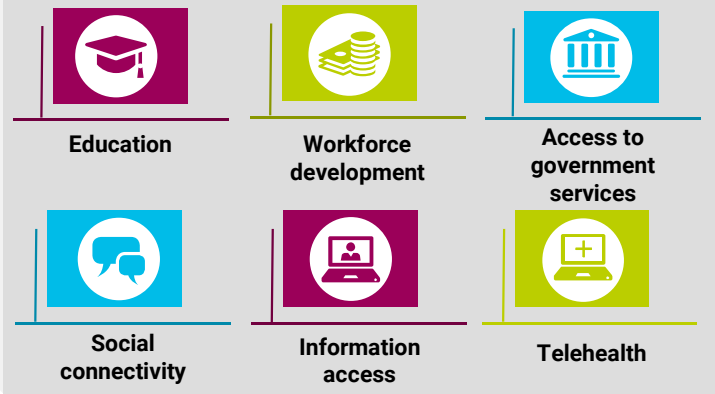 Education
Workforce
development
Access to
government
services
Social
connectivity
Information
access
Telehealth